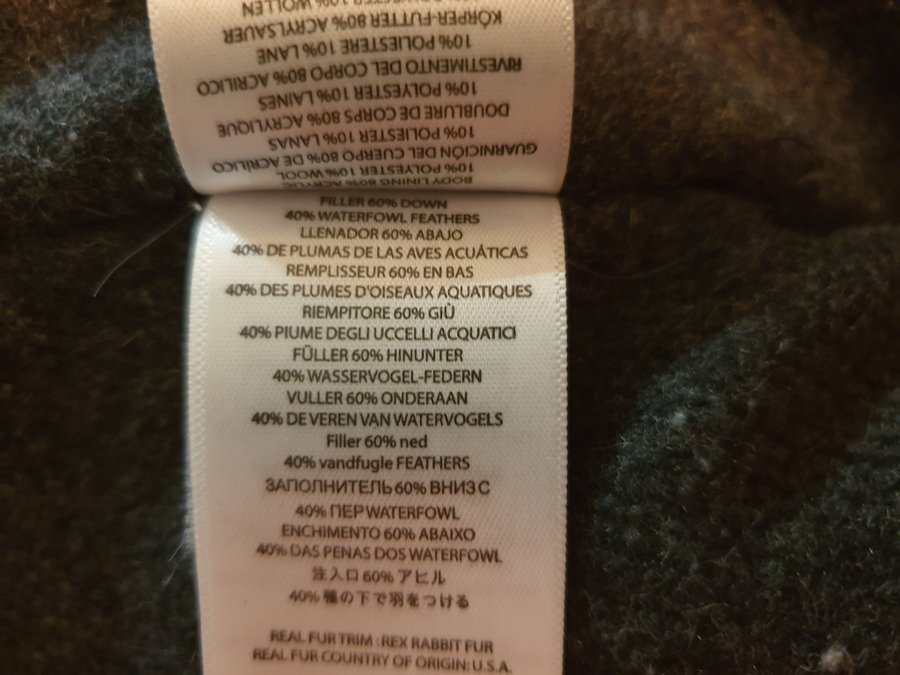 BODY LINING 80% ACRYLIC
10% POLYESTER 10% WOOL
GUARNICIÓN DEL CUERPO 80% DE ACRÍLICO
10% POLIESTER 10% LANAS
DOUBLURE DE CORPS 80% ACRYLIQUE
10% POLYESTER 10% LAINES
RIVESTIMENTO DEL CORPO 80% ACRILICO
10% POLIESTERE 10% LANE
KÖRPER-FUTTER 80% ACRYLSAUER
10% WOLLEN
FILLER 60% DOWN
40% WATERFOWL FEATHERS
LLENADOR 60% ABAJO
40% DE PLUMAS DE LAS AVES ACUÁTICAS
REMPLISSEUR 60% EN BAS
40% DES PLUMES D'OISEAUX AQUATIQUES
RIEMPITORE 60% GIÙ
40% PIUME DEGLI UCCELLI ACQUATICI
FÜLLER 60% HINUNTER
40% WASSERVOGEL-FEDERN
VULLER 60% ONDERAAN
40% DE VEREN VAN WATERVOGELS
Filler 60% ned
40% vandfugle FEATHERS
ЗАПОЛНИТЕЛЬ 60% ВНИЗ С
40% ПЕР WATERFOWL
ENCHIMENTO 60% ABAIXO
40% DAS PENAS DOS WATERFOWL
注入口 60% アヒル
40% 鴨の下で羽をつける
REAL FUR TRIM : REX RABBIT FUR
REAL FUR COUNTRY OF ORIGIN: U.S.A.